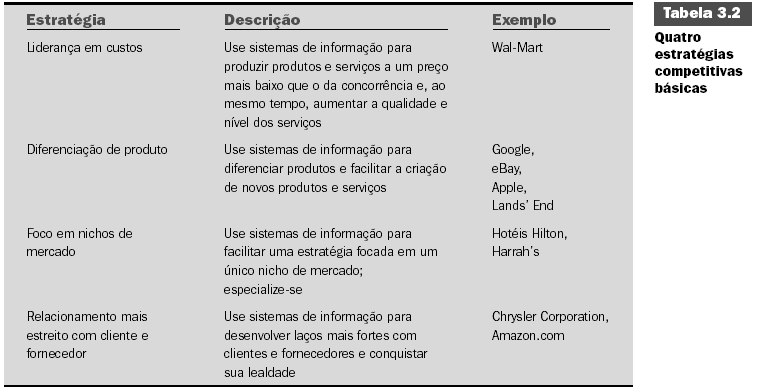 Estratégia Descrição Exemplo
Liderança em custos Use sistemas de informação para Wal-Mart
produzir produtos e serviços a um preço
mais baixo que o da concorrência e, ao
mesmo tempo, aumentar a qualidade e
nível dos serviços
Diferenciação de produto Use sistemas de informação para Google,
diferenciar produtos e facilitar a criação eBay,
de novos produtos e serviços Apple,
Lands' End
Foco em nichos de Use sistemas de informação para Hotéis Hilton,
mercado facilitar uma estratégia focada em um Harrah's
único nicho de mercado;
especialize-se
Relacionamento mais Use sistemas de informação para Chrysler Corporation,
estreito com cliente e desenvolver laços mais fortes com Amazon.com
fornecedor clientes e fornecedores e conquistar
sua lealdade
Tabela 3.2
Quatro
estratégias
competitivas
básicas